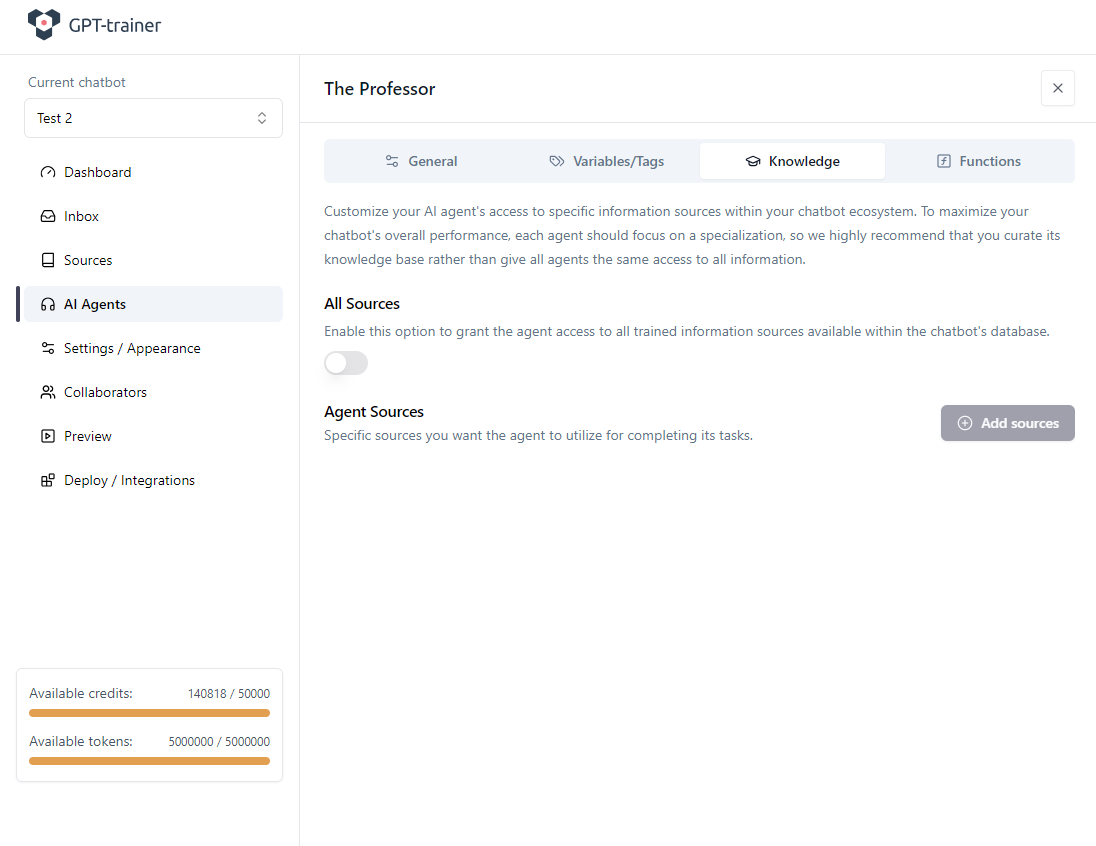 GPT-trainer
Current chatbot
Test 2
Dashboard
Inbox
Sources
AI Agents
Settings / Appearance
Collaborators
Preview
Deploy / Integrations
Available credits: 140818 / 50000
Available tokens: 5000000 / 5000000
The Professor
General Variables/Tags Knowledge Functions
Customize your AI agent's access to specific information sources within your chatbot ecosystem. To maximize your
chatbot's overall performance, each agent should focus on a specialization, so we highly recommend that you curate its
knowledge base rather than give all agents the same access to all information.
All Sources
Enable this option to grant the agent access to all trained information sources available within the chatbot's database.
Agent Sources
Specific sources you want the agent to utilize for completing its tasks.
Add sources